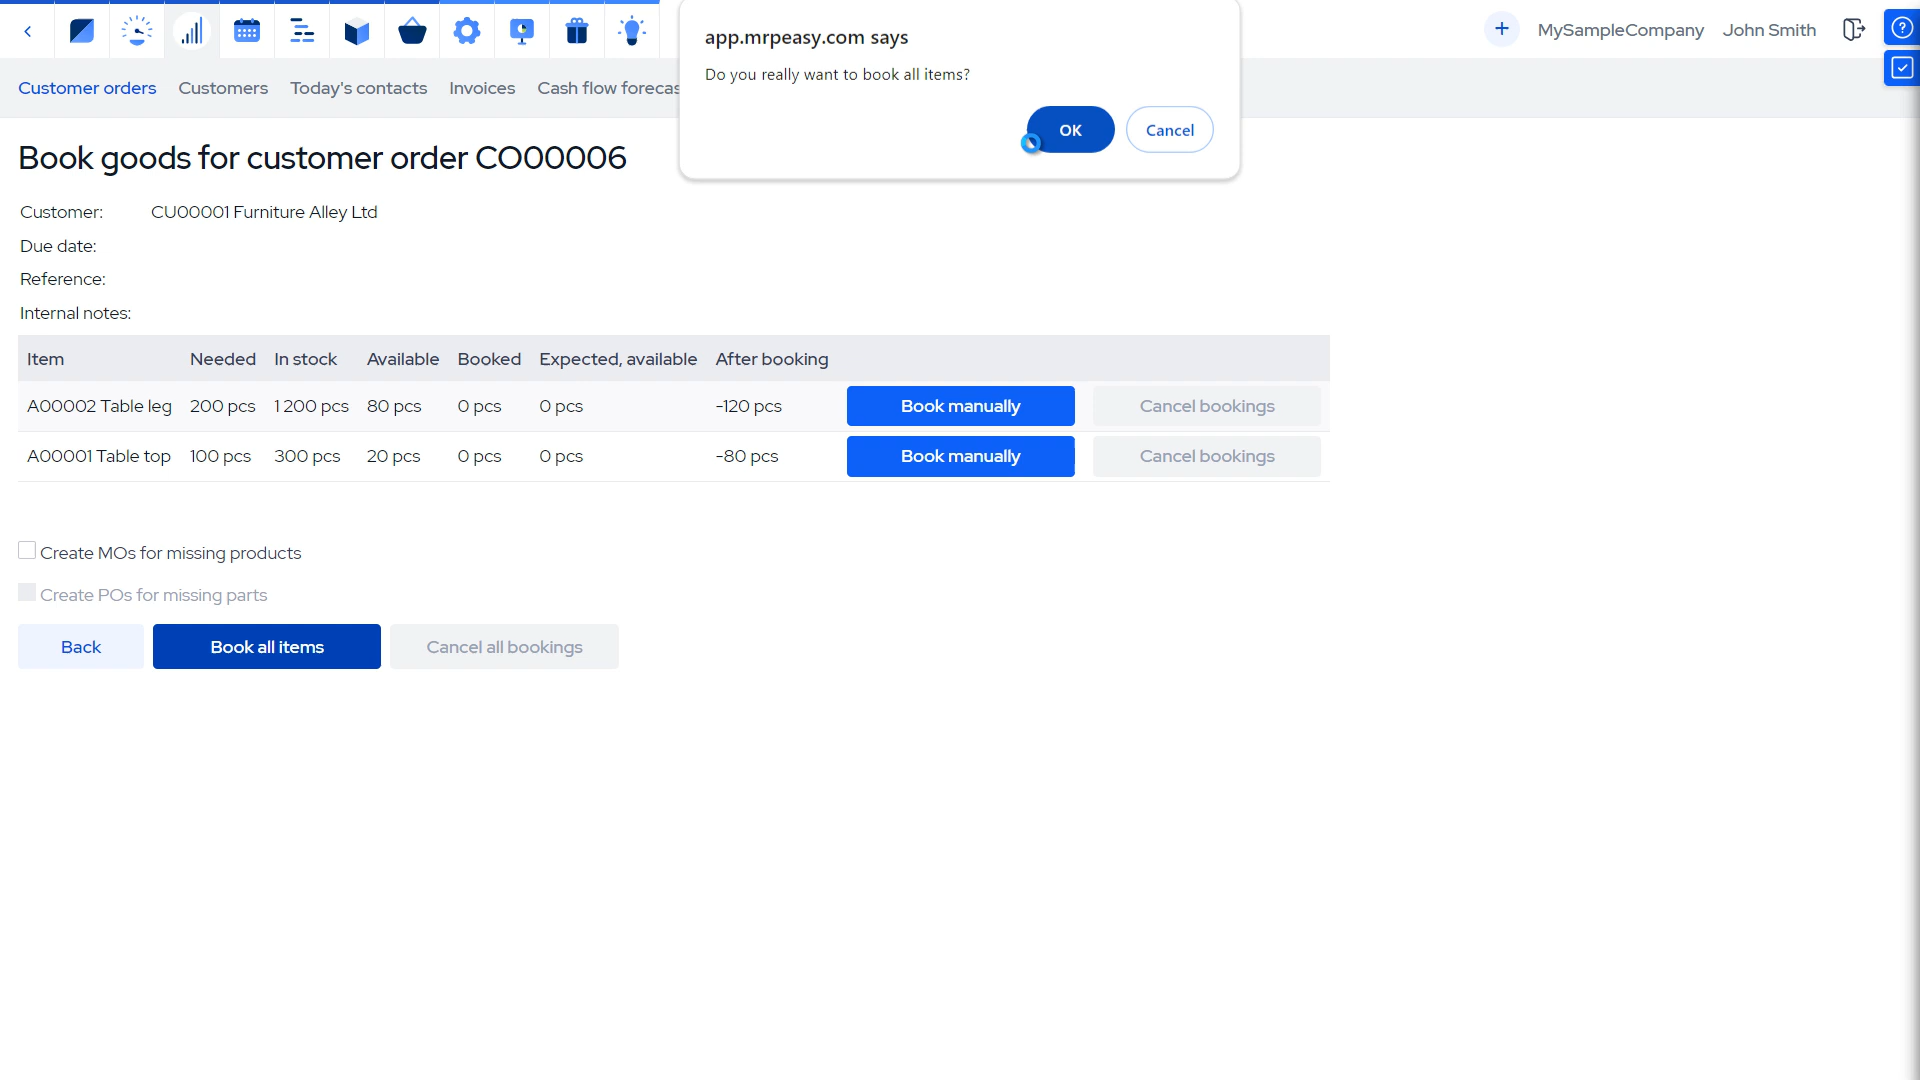 app.mrpeasy.com says
Do you really want to book all items?
OK Cancel
+ MySampleCompany John Smith
Customer orders Customers Today's contacts Invoices Cash flow forecas
Book goods for customer order CO00006
Customer: CU00001 Furniture Alley Ltd
Due date:
Reference:
Internal notes:
Item Needed In stock Available Booked Expected, available After booking
A00002 Table leg 200 pcs 1 200 pcs 80 pcs 0 pcs 0 pcs -120 pcs Book manually Cancel bookings
A00001 Table top 100 pcs 300 pcs 20 pcs 0 pcs 0 pcs -80 pcs Book manually Cancel bookings
Create MOs for missing products
Create POs for missing parts
Back Book all items Cancel all bookings